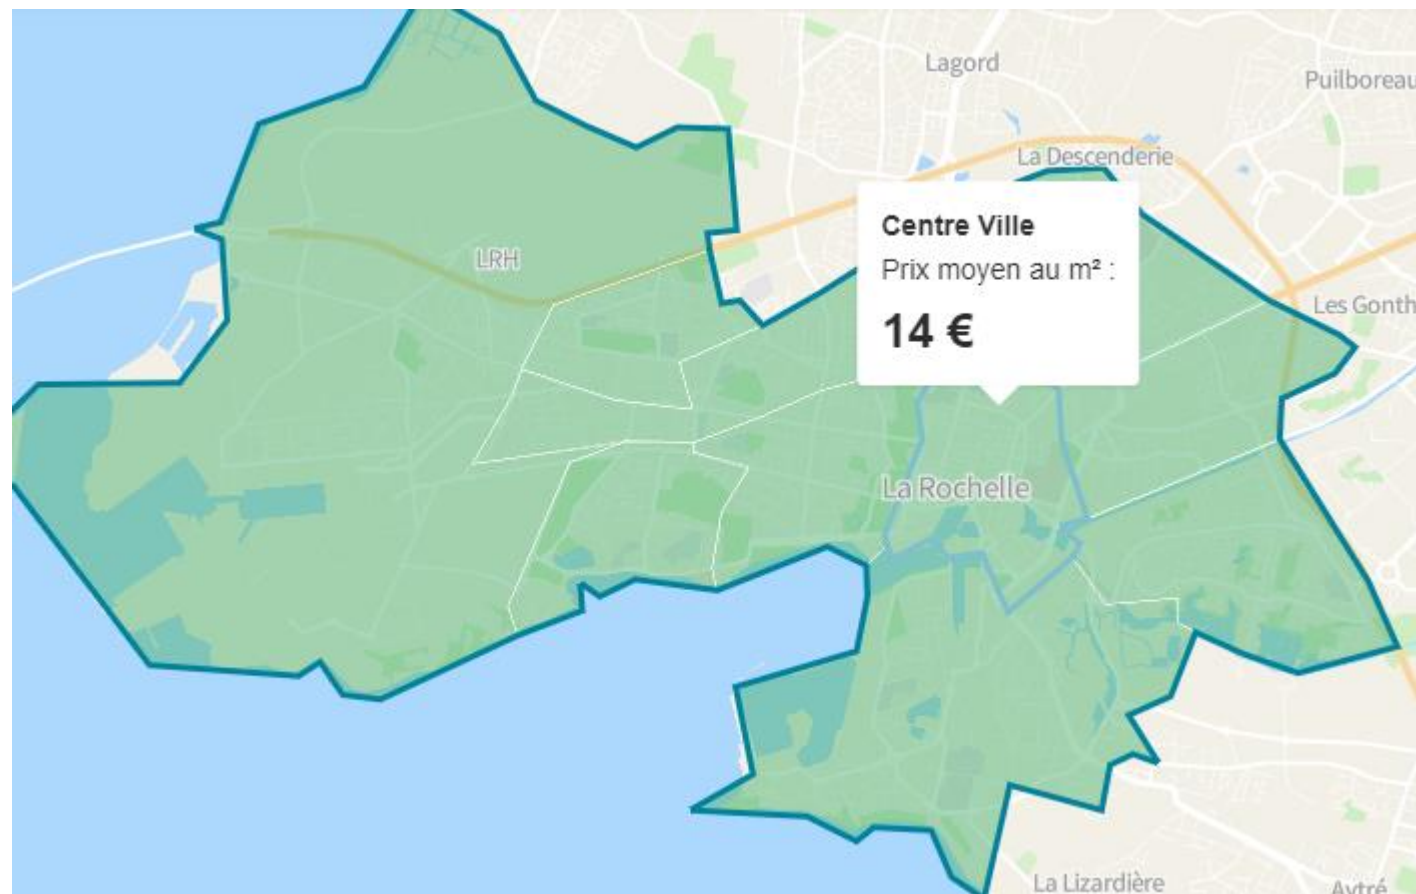 Lagord
Puilboreau
La Descenderie
Centre Ville
Prix moyen au m² :
14 €
LRH
Les Gonth
La Rochelle
La Lizardière
Aytré